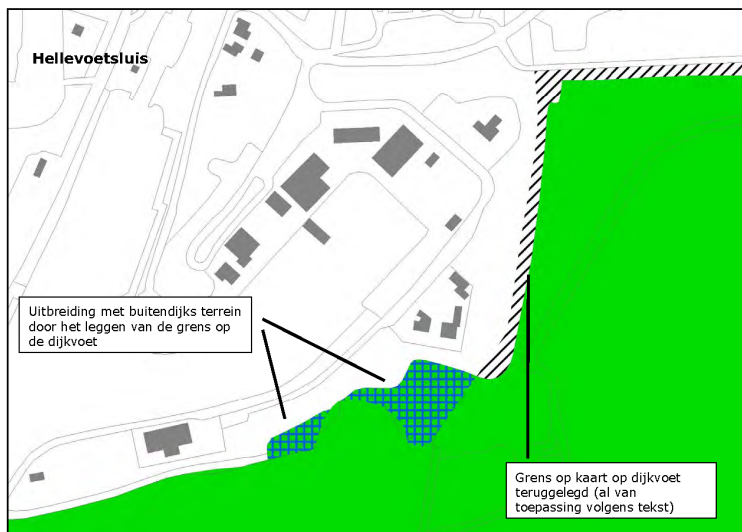 Hellevoetsluis
Uitbreiding met buitendijks terrein
door het leggen van de grens op
de dijkvoet
Grens op kaart op dijkvoet
teruggelegd (al van
toepassing volgens tekst)